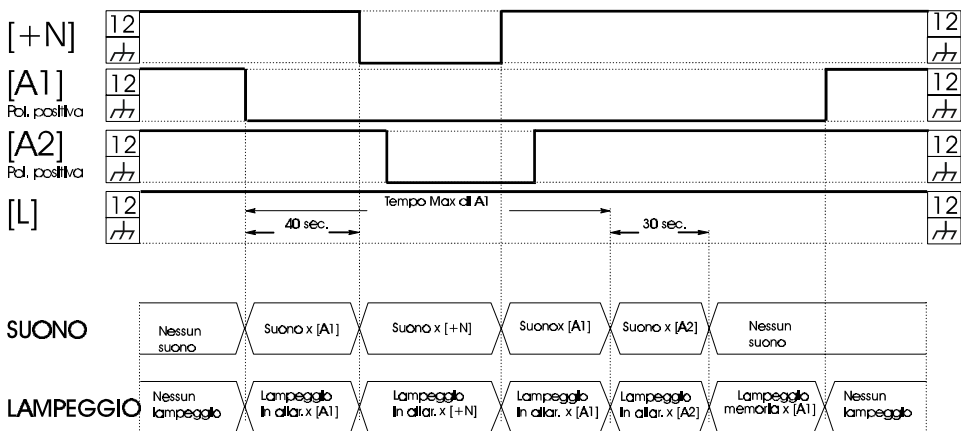 [+N] 12 12
[A1] 12 12
Pol. positiva
[A2] 12 12
Pol. positiva
[L] 12 12
Tempo Max di A1
40 sec. 30 sec.
SUONO Nessun suono Suono x [A1] Suono x [+N] Suonox [A1] Suono x [A2] Nessun suono
LAMPEGGIO Nessun lampeggio Lampeggio in allar. x [A1] Lampeggio in allar. x [+N] Lampeggio in allar. x [A1] Lampeggio in allar. x [A2] Lampeggio memoria x [A1] Nessun lampeggio